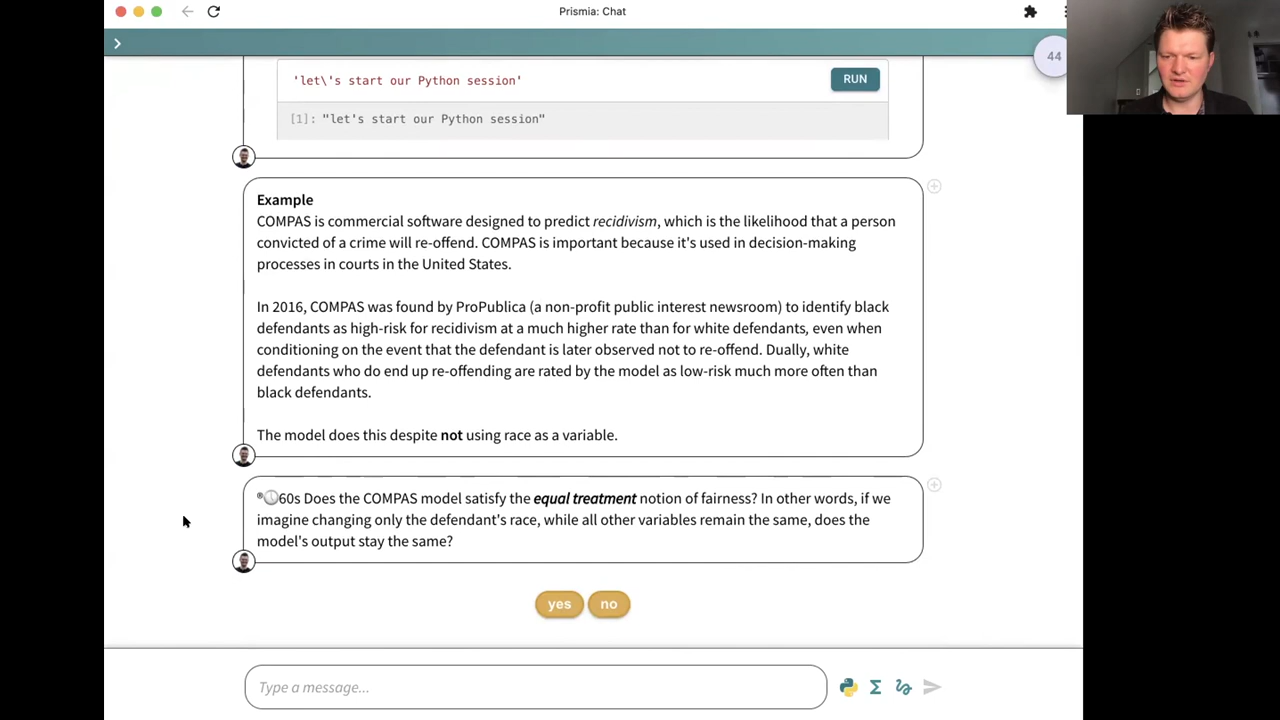 Prismia: Chat
44
'let\'s start our Python session'
RUN
[1]: "let's start our Python session"
Example
COMPAS is commercial software designed to predict recidivism, which is the likelihood that a person
convicted of a crime will re-offend. COMPAS is important because it's used in decision-making
processes in courts in the United States.
In 2016, COMPAS was found by ProPublica (a non-profit public interest newsroom) to identify black
defendants as high-risk for recidivism at a much higher rate than for white defendants, even when
conditioning on the event that the defendant is later observed not to re-offend. Dually, white
defendants who do end up re-offending are rated by the model as low-risk much more often than
black defendants.
The model does this despite not using race as a variable.
®🕓60s Does the COMPAS model satisfy the equal treatment notion of fairness? In other words, if we
imagine changing only the defendant's race, while all other variables remain the same, does the
model's output stay the same?
yes no
Type a message...